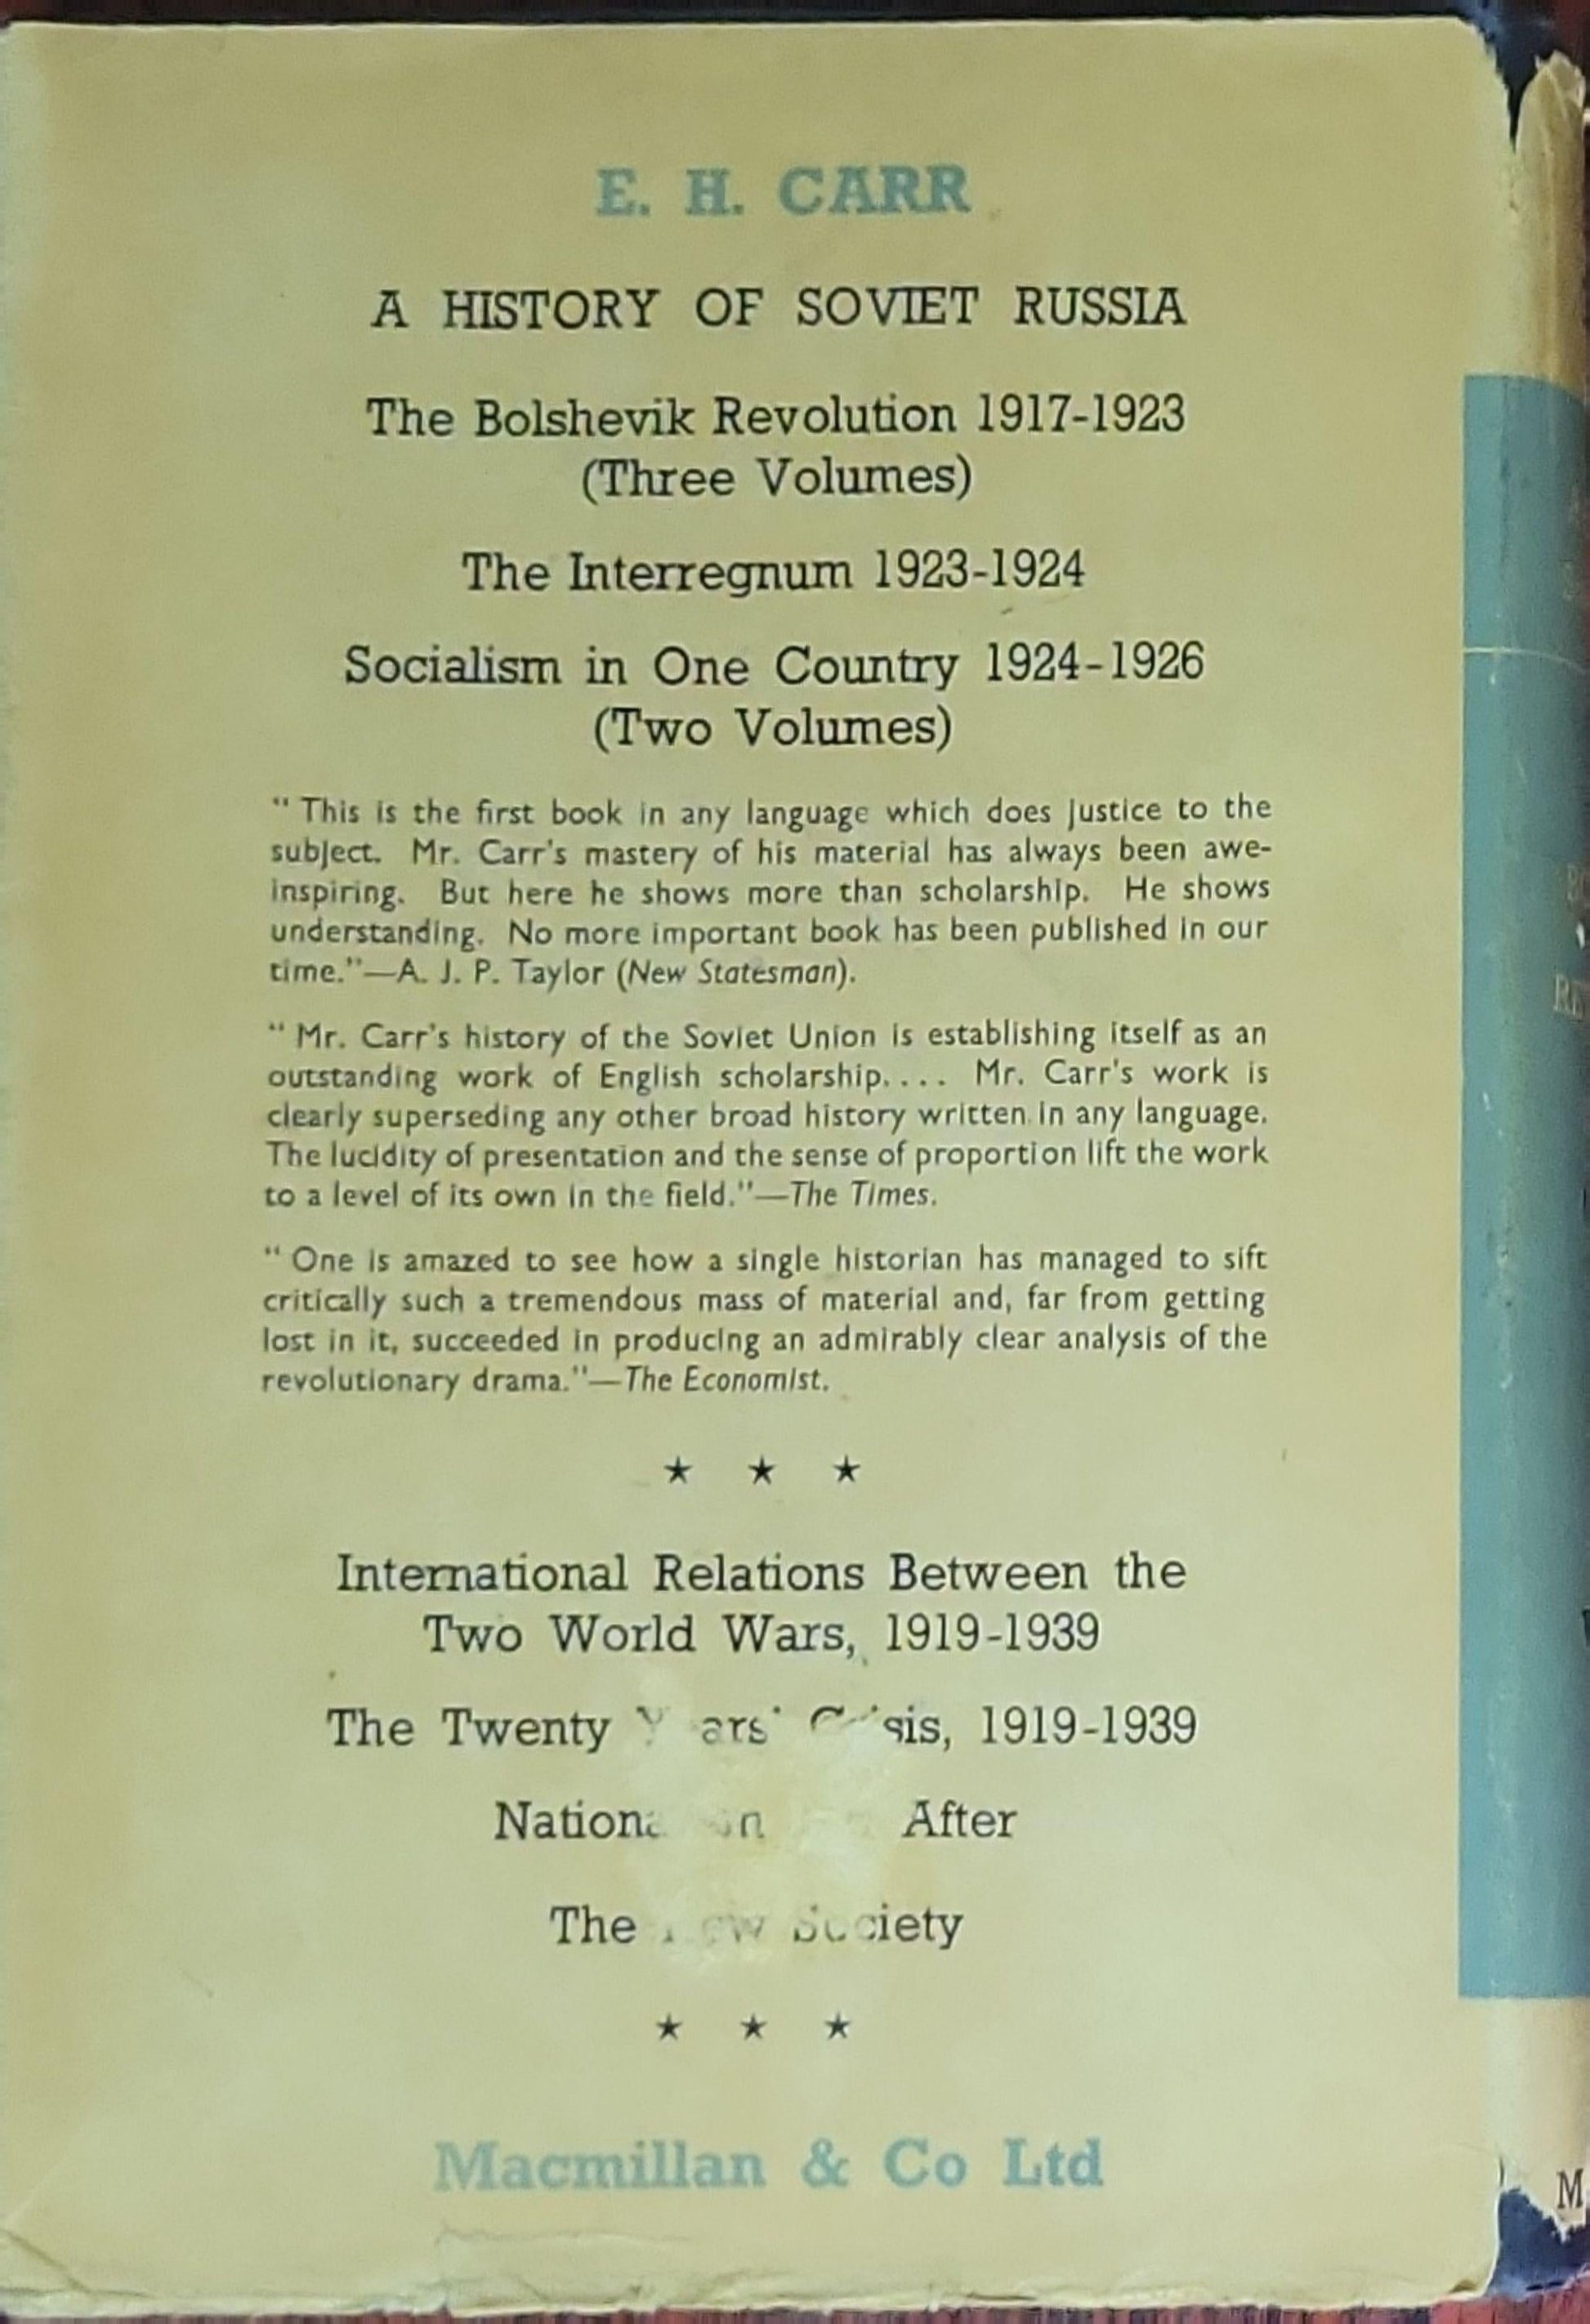 E. H. CARR
A HISTORY OF SOVIET RUSSIA
The Bolshevik Revolution 1917-1923
(Three Volumes)
The Interregnum 1923-1924
Socialism in One Country 1924-1926
(Two Volumes)
" This is the first book in any language which does justice to the
subject. Mr. Carr's mastery of his material has always been awe-
inspiring. But here he shows more than scholarship. He shows
understanding. No more important book has been published in our
time."—A. J. P. Taylor (New Statesman).
" Mr. Carr's history of the Soviet Union is establishing itself as an
outstanding work of English scholarship.... Mr. Carr's work is
clearly superseding any other broad history written in any language.
The lucidity of presentation and the sense of proportion lift the work
to a level of its own in the field."—The Times.
" One is amazed to see how a single historian has managed to sift
critically such a tremendous mass of material and, far from getting
lost in it, succeeded in producing an admirably clear analysis of the
revolutionary drama."—The Economist.
★ ★ ★
International Relations Between the
Two World Wars, 1919-1939
The Twenty 1919-1939
After
The Society
★ ★ ★
Macmillan & Co Ltd